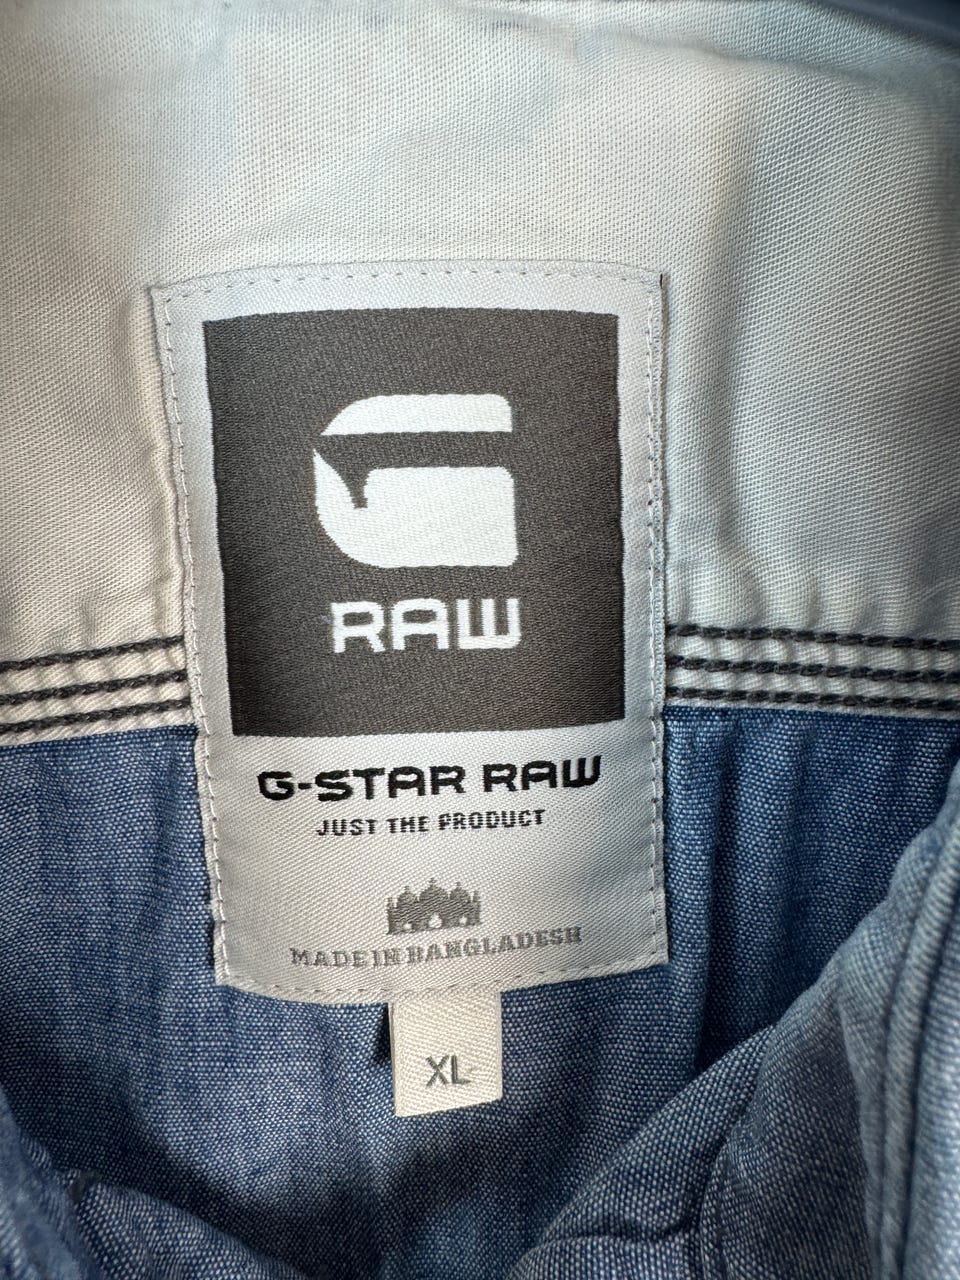 G
RAW
G-STAR RAW
JUST THE PRODUCT
MADE IN BANGLADESH
XL